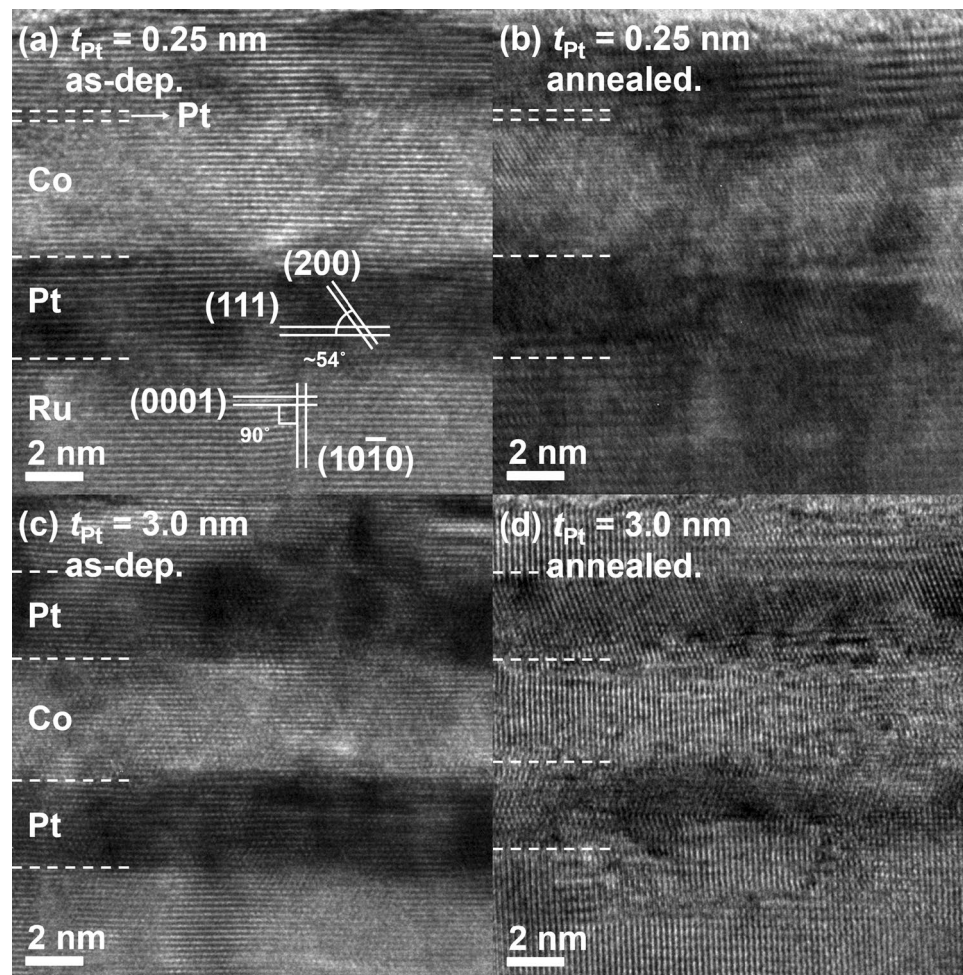 (a) tPt = 0.25 nm
as-dep.
Pt
Co
(200)
Pt
(111)
~54°
Ru
(0001)
90°
(101̄0)
2 nm
(b) tPt = 0.25 nm
annealed.
(c) tPt = 3.0 nm
as-dep.
Pt
Co
Pt
2 nm
(d) tPt = 3.0 nm
annealed.
2 nm